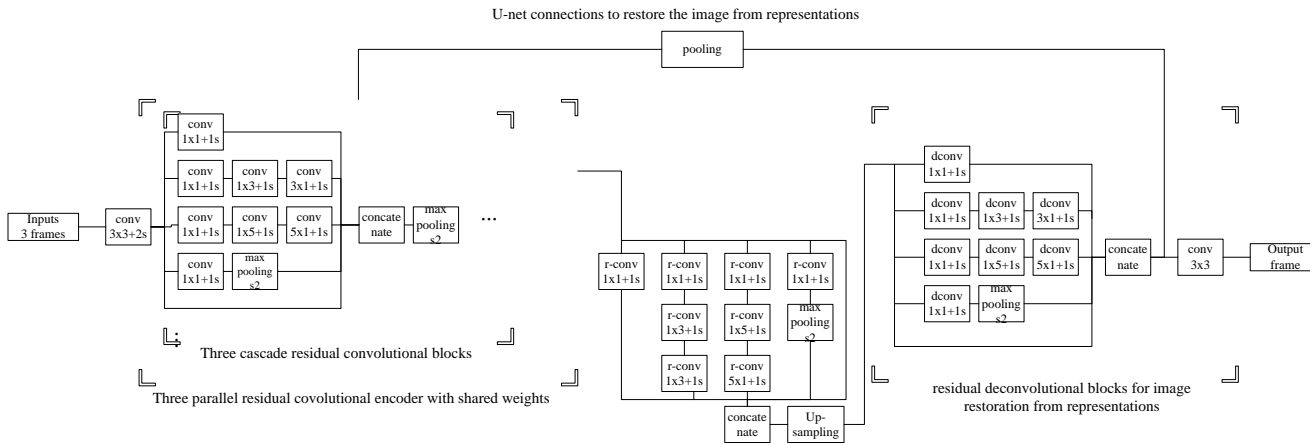 U-net connections to restore the image from representations
pooling
Inputs
3 frames
conv
3x3+2s
conv
1x1+1s
conv
1x1+1s
conv
1x3+1s
conv
3x1+1s
conv
1x1+1s
conv
1x5+1s
conv
5x1+1s
conv
1x1+1s
max
pooling
s2
concate
nate
max
pooling
s2
...
:
Three cascade residual convolutional blocks
Three parallel residual covolutional encoder with shared weights
r-conv
1x1+1s
r-conv
1x1+1s
r-conv
1x1+1s
r-conv
1x1+1s
r-conv
1x3+1s
r-conv
1x5+1s
max
pooling
s2
r-conv
1x3+1s
r-conv
5x1+1s
concate
nate
Up-
sampling
dconv
1x1+1s
dconv
1x1+1s
dconv
1x3+1s
dconv
3x1+1s
dconv
1x1+1s
dconv
1x5+1s
dconv
5x1+1s
dconv
1x1+1s
max
pooling
s2
concate
nate
conv
3x3
Output
frame
residual deconvolutional blocks for image
restoration from representations